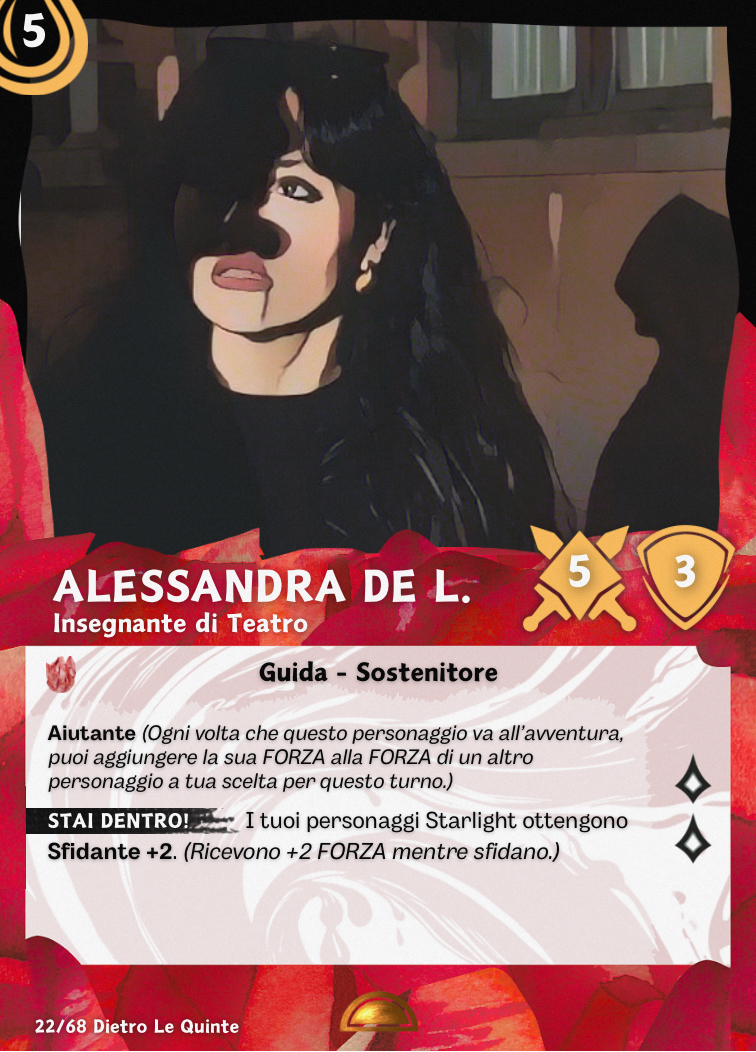 5
ALESSANDRA DE L.
Insegnante di Teatro
5
3
Guida - Sostenitore
Aiutante (Ogni volta che questo personaggio va all'avventura,
puoi aggiungere la sua FORZA alla FORZA di un altro
personaggio a tua scelta per questo turno.)
STAI DENTRO! I tuoi personaggi Starlight ottengono
Sfidante +2. (Ricevono +2 FORZA mentre sfidano.)
22/68 Dietro Le Quinte